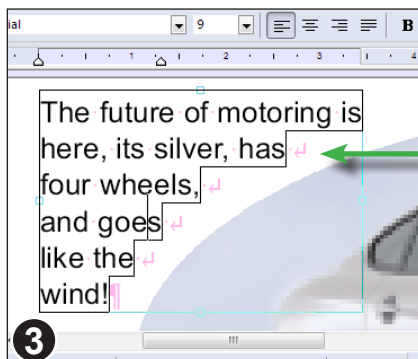 ial 9 B
1 2 3 4
The future of motoring is
here, its silver, has
four wheels,
and goes
like the
wind!
3